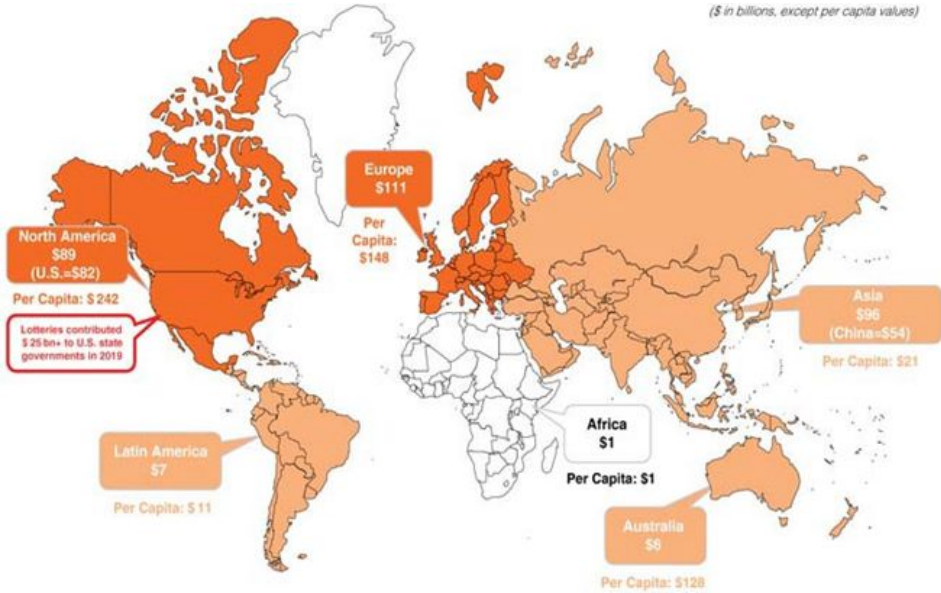 ($ in billions, except per capita values)
Europe
$111
Per
Capita:
$148
North America
$89
(U.S.=$82)
Per Capita: $242
Lotteries contributed
$25bn+ to U.S. state
governments in 2019
Asia
$96
(China=$54)
Per Capita: $21
Africa
$1
Per Capita: $1
Latin America
$7
Per Capita: $11
Australia
$6
Per Capita: $128